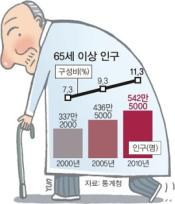 65세 이상 인구
구성비(%)
7.3
9.3
11.3
337만
2000
436만
5000
542만
5000
인구(명)
2000년
2005년
2010년
자료: 통계청